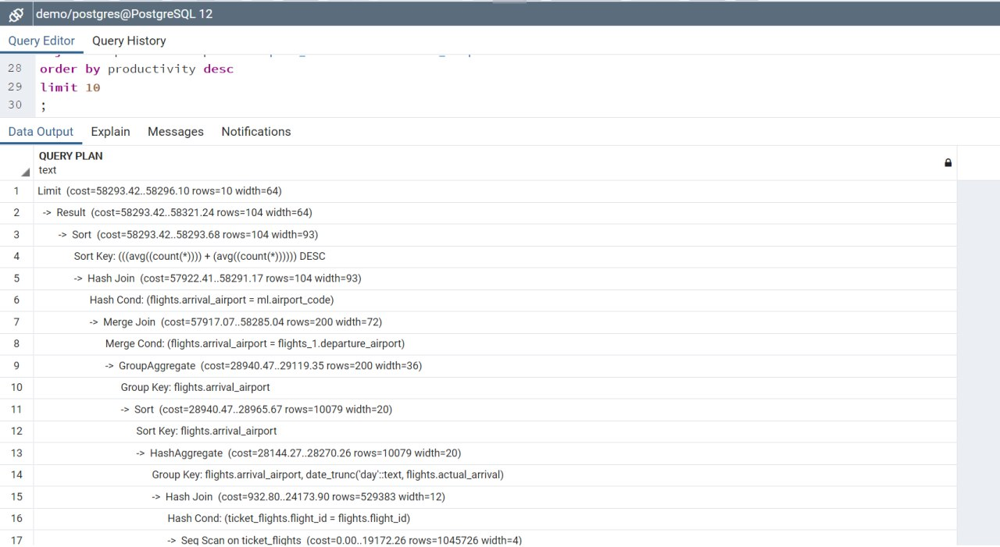 demo/postgres@PostgreSQL 12
Query Editor Query History
28 order by productivity desc
29 limit 10
30 ;
Data Output Explain Messages Notifications
QUERY PLAN
text
1 Limit (cost=58293.42..58296.10 rows=10 width=64)
2 -> Result (cost=58293.42..58321.24 rows=104 width=64)
3 -> Sort (cost=58293.42..58293.68 rows=104 width=93)
4 Sort Key: (((avg((count(*)))) + (avg((count(*)))))) DESC
5 -> Hash Join (cost=57922.41..58291.17 rows=104 width=93)
6 Hash Cond: (flights.arrival_airport = ml.airport_code)
7 -> Merge Join (cost=57917.07..58285.04 rows=200 width=72)
8 Merge Cond: (flights.arrival_airport = flights_1.departure_airport)
9 -> GroupAggregate (cost=28940.47..29119.35 rows=200 width=36)
10 Group Key: flights.arrival_airport
11 -> Sort (cost=28940.47..28965.67 rows=10079 width=20)
12 Sort Key: flights.arrival_airport
13 -> HashAggregate (cost=28144.27..28270.26 rows=10079 width=20)
14 Group Key: flights.arrival_airport, date_trunc('day'::text, flights.actual_arrival)
15 -> Hash Join (cost=932.80..24173.90 rows=529383 width=12)
16 Hash Cond: (ticket_flights.flight_id = flights.flight_id)
17 -> Seq Scan on ticket_flights (cost=0.00..19172.26 rows=1045726 width=4)